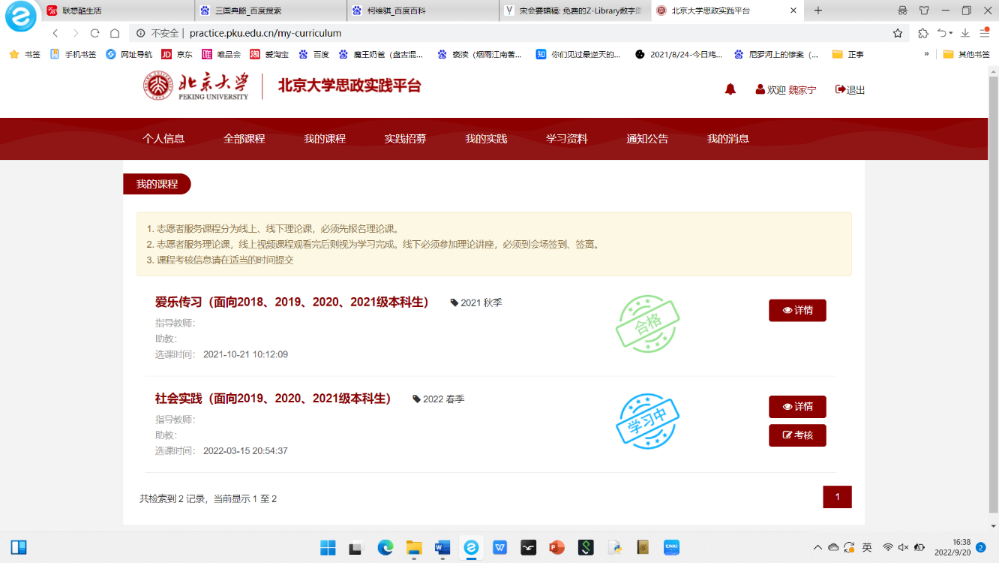 联想酷生活
三国典略_百度搜索
柯维骐_百度百科
宋会要辑稿: 免费的Z-Library数字图
北京大学思政实践平台
不安全 | practice.pku.edu.cn/my-curriculum
书签
手机书签
网址导航
JD 京东
唯品会
爱淘宝
百度
魔王奶爸（盘古混...
亵渎（烟雨江南著...
你们见过最逆天的...
2021/8/24-今日鸡...
尼罗河上的惨案（...
正事
»
其他书签
北京大学
PEKING UNIVERSITY
北京大学思政实践平台
欢迎 魏家宁
退出
个人信息
全部课程
我的课程
实践招募
我的实践
学习资料
通知公告
我的消息
我的课程
1. 志愿者服务课程分为线上、线下理论课，必须先报名理论课。
2. 志愿者服务理论课，线上视频课程观看完后则视为学习完成。线下必须参加理论讲座，必须到会场签到、签离。
3. 课程考核信息请在适当的时间提交
爱乐传习（面向2018、2019、2020、2021级本科生） 2021 秋季
指导教师:
助教:
选课时间: 2021-10-21 10:12:09
合格
详情
社会实践（面向2019、2020、2021级本科生） 2022 春季
指导教师:
助教:
选课时间: 2022-03-15 20:54:37
学习中
详情
考核
共检索到 2 记录，当前显示 1 至 2
1
CNKI
英
16:38
2022/9/20
2